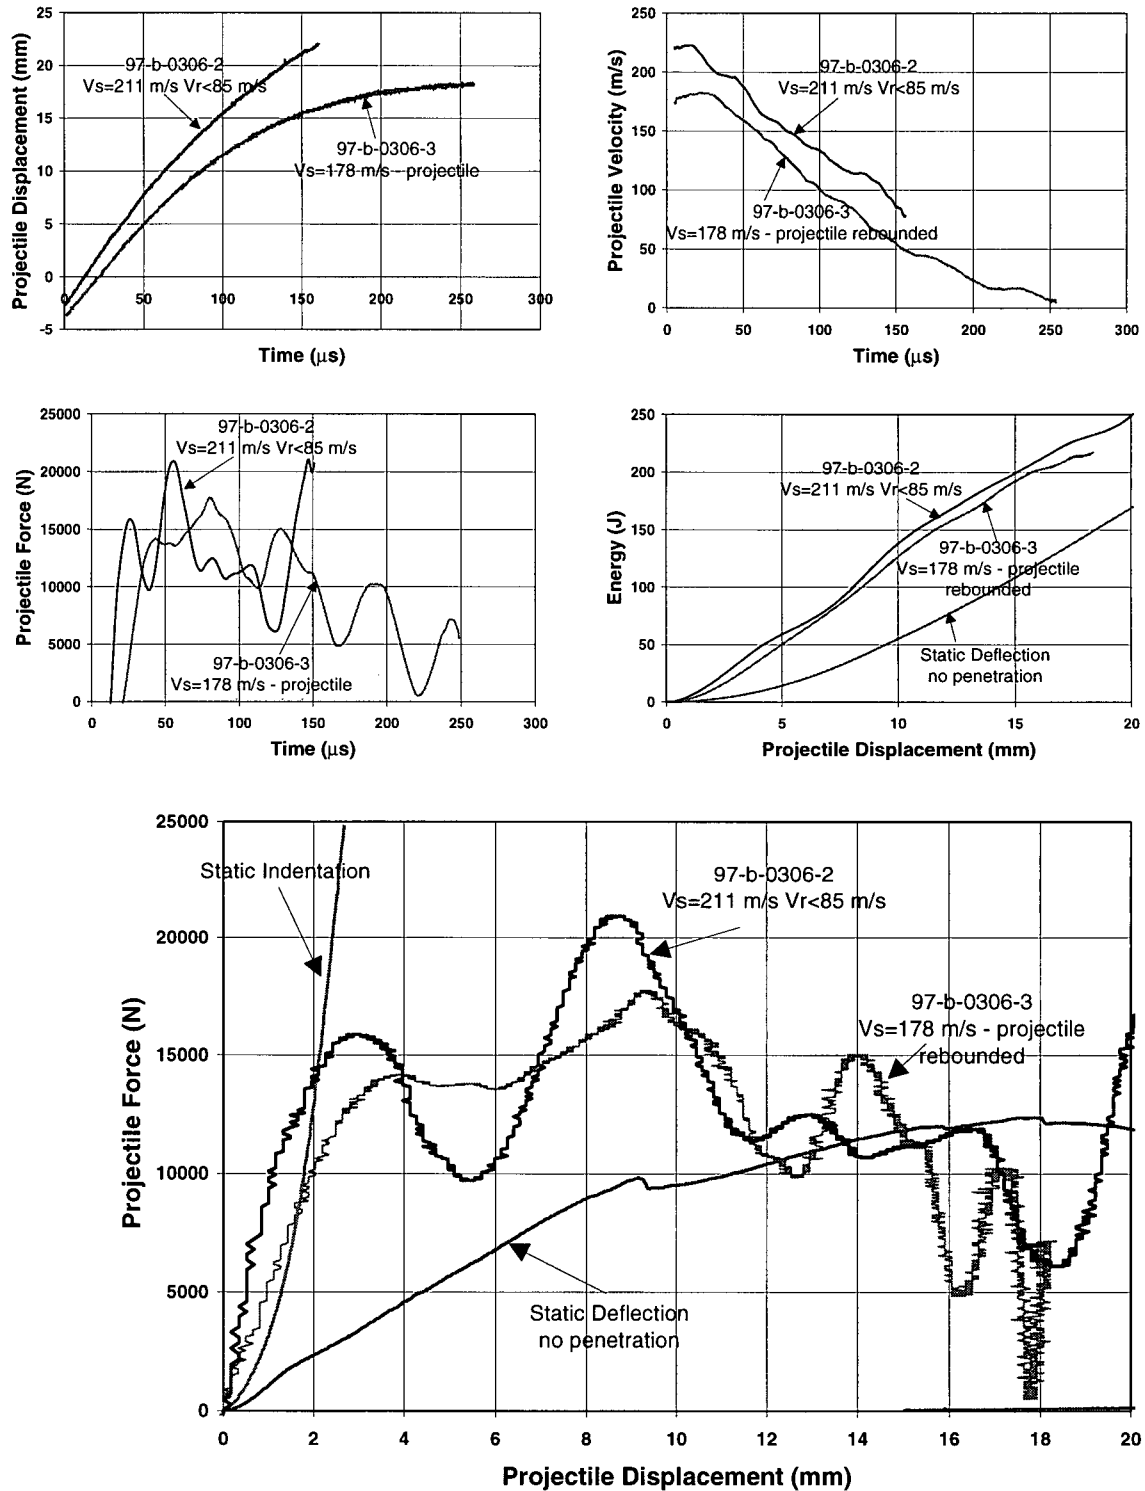 Projectile Displacement (mm)
25
20
15
10
5
0
-5
97-b-0306-2
Vs=211 m/s Vr<85 m/s
97-b-0306-3
Vs=178 m/s - projectile
0
50
100
150
200
250
300
Time (μs)
Projectile Velocity (m/s)
250
200
150
100
50
0
97-b-0306-2
Vs=211 m/s Vr<85 m/s
97-b-0306-3
Vs=178 m/s - projectile rebounded
0
50
100
150
200
250
300
Time (μs)
Projectile Force (N)
25000
20000
15000
10000
5000
0
97-b-0306-2
Vs=211 m/s Vr<85 m/s
97-b-0306-3
Vs=178 m/s - projectile
0
50
100
150
200
250
300
Time (μs)
Energy (J)
250
200
150
100
50
0
97-b-0306-2
Vs=211 m/s Vr<85 m/s
97-b-0306-3
Vs=178 m/s - projectile
rebounded
Static Deflection
no penetration
0
5
10
15
20
Projectile Displacement (mm)
Projectile Force (N)
25000
20000
15000
10000
5000
0
Static Indentation
97-b-0306-2
Vs=211 m/s Vr<85 m/s
97-b-0306-3
Vs=178 m/s - projectile
rebounded
Static Deflection
no penetration
0
2
4
6
8
10
12
14
16
18
20
Projectile Displacement (mm)